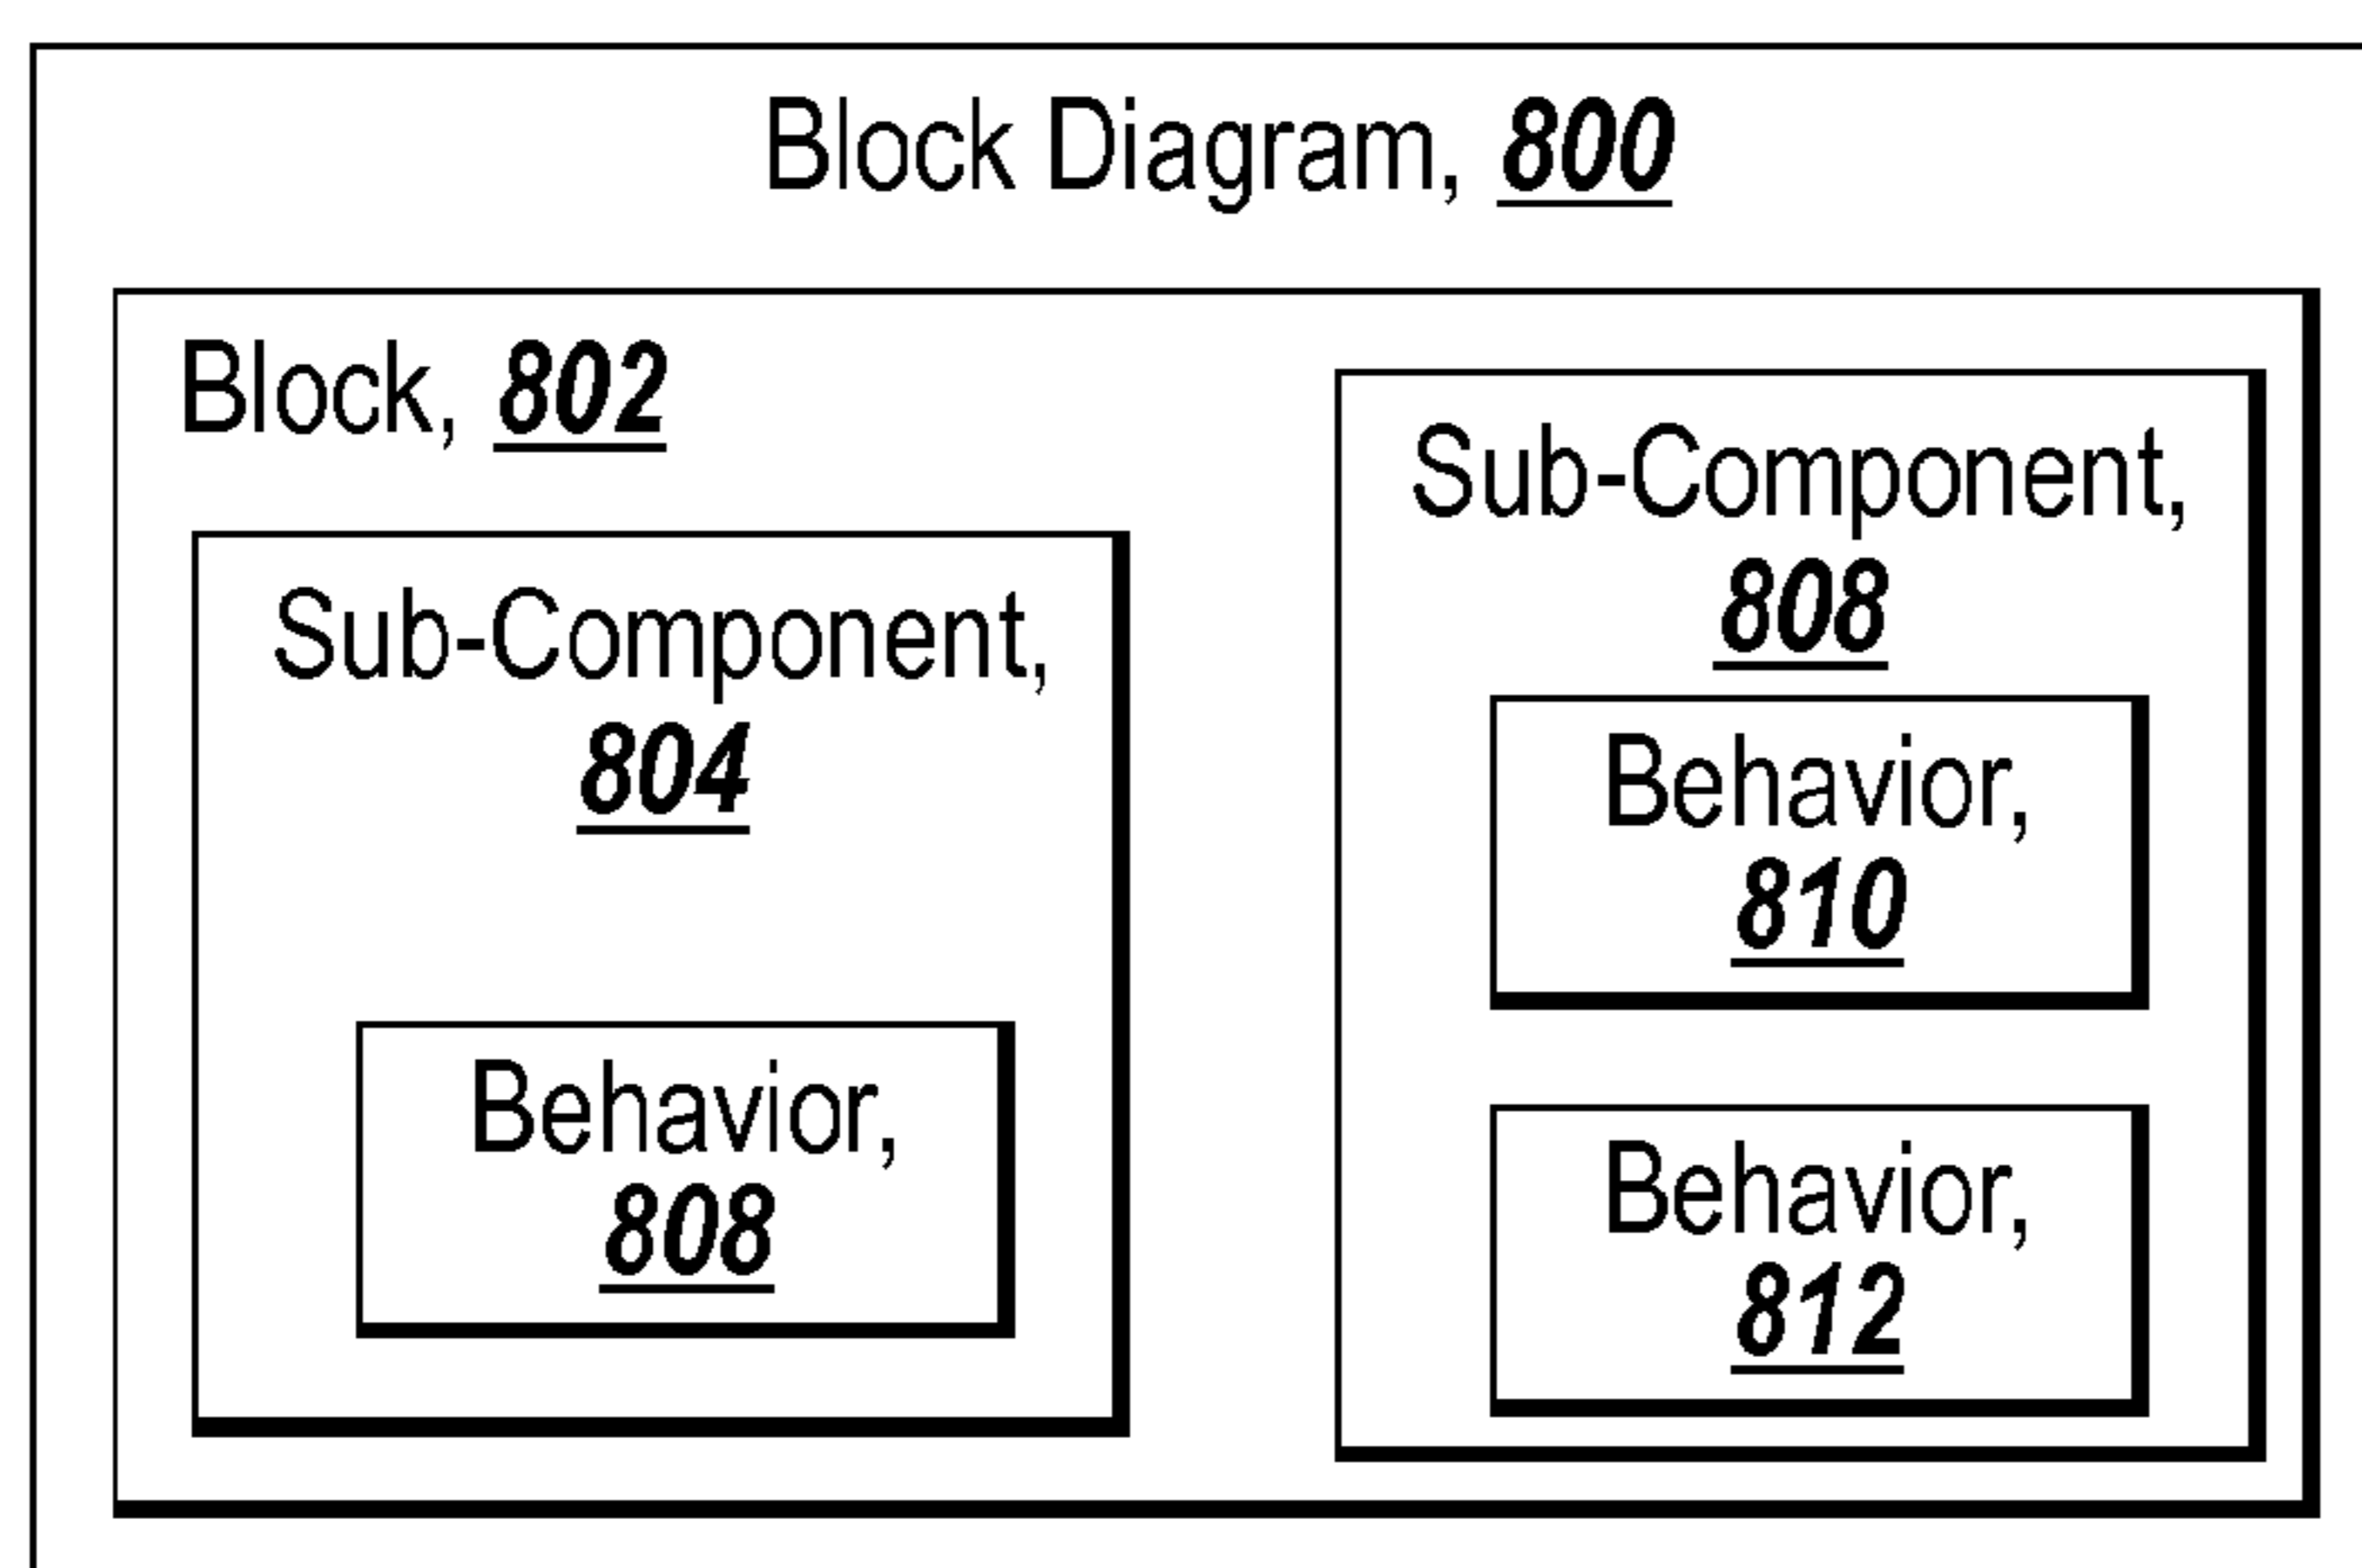 Block Diagram, 800
Block, 802
Sub-Component,
804
Behavior,
808
Sub-Component,
808
Behavior,
810
Behavior,
812